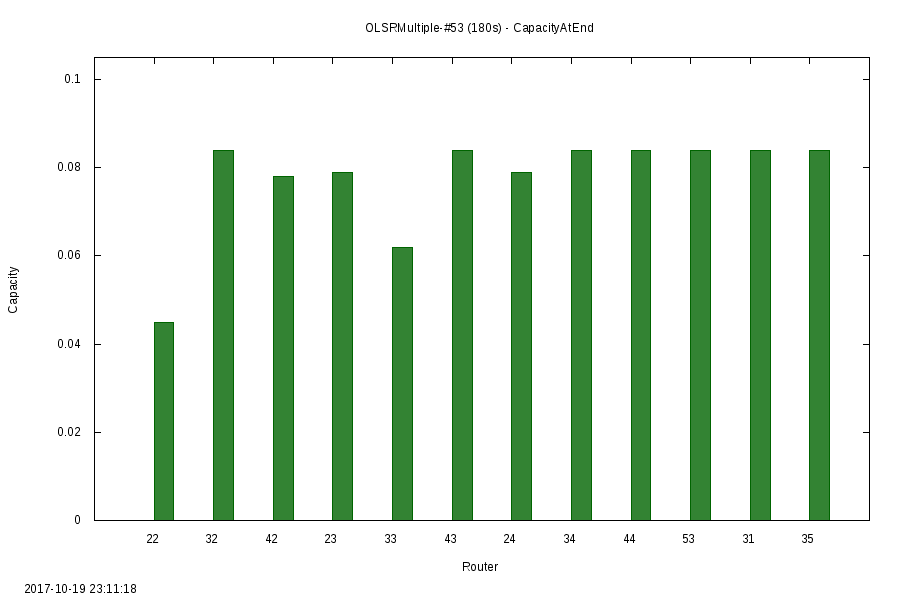 OLSRMultiple-#53 (180s) - CapacityAtEnd
0.1
0.08
0.06
0.04
0.02
0
Capacity
22 32 42 23 33 43 24 34 44 53 31 35
Router
2017-10-19 23:11:18